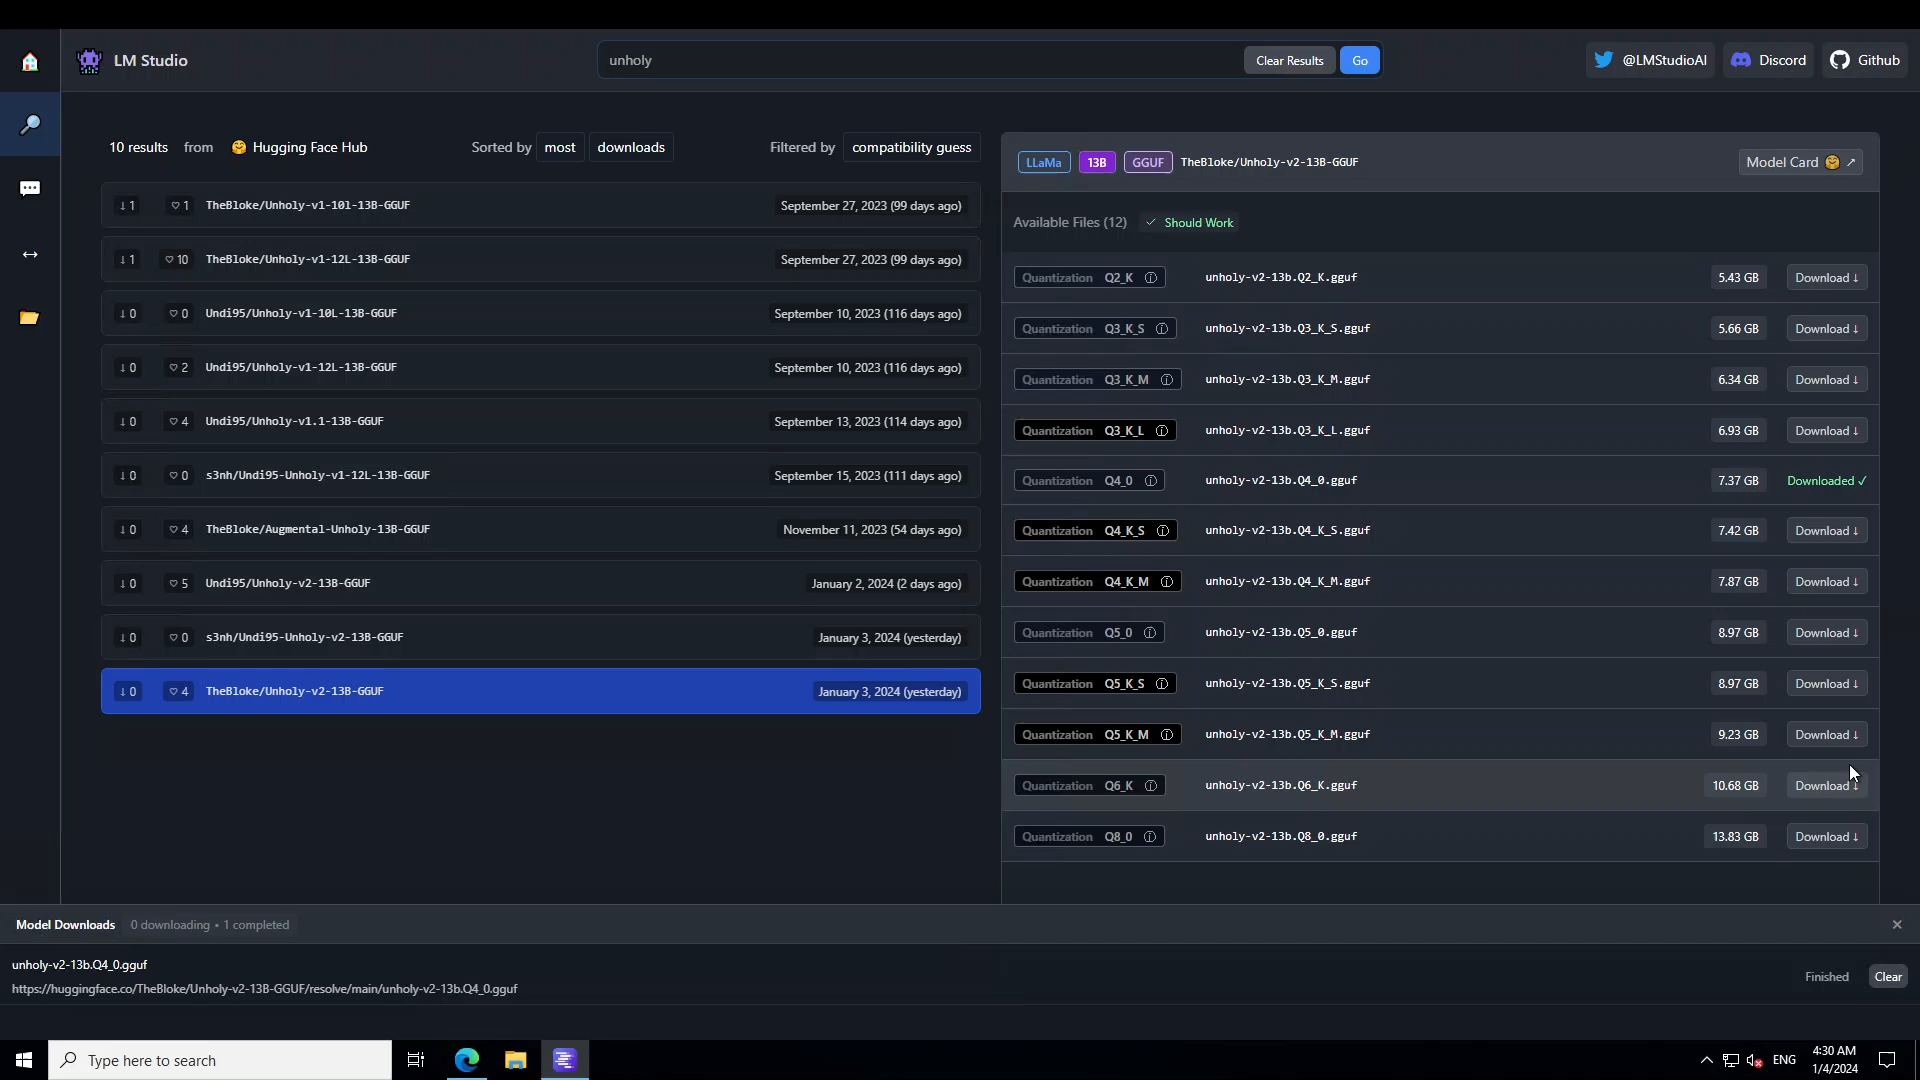 LM Studio
unholy
Clear Results
Go
@LMStudioAI
Discord
Github
10 results from 🤗 Hugging Face Hub
Sorted by most downloads
Filtered by compatibility guess
↓ 1 ♡ 1 TheBloke/Unholy-v1-10l-13B-GGUF September 27, 2023 (99 days ago)
↓ 1 ♡ 10 TheBloke/Unholy-v1-12L-13B-GGUF September 27, 2023 (99 days ago)
↓ 0 ♡ 0 Undi95/Unholy-v1-10L-13B-GGUF September 10, 2023 (116 days ago)
↓ 0 ♡ 2 Undi95/Unholy-v1-12L-13B-GGUF September 10, 2023 (116 days ago)
↓ 0 ♡ 4 Undi95/Unholy-v1.1-13B-GGUF September 13, 2023 (114 days ago)
↓ 0 ♡ 0 s3nh/Undi95-Unholy-v1-12L-13B-GGUF September 15, 2023 (111 days ago)
↓ 0 ♡ 4 TheBloke/Augmental-Unholy-13B-GGUF November 11, 2023 (54 days ago)
↓ 0 ♡ 5 Undi95/Unholy-v2-13B-GGUF January 2, 2024 (2 days ago)
↓ 0 ♡ 0 s3nh/Undi95-Unholy-v2-13B-GGUF January 3, 2024 (yesterday)
↓ 0 ♡ 4 TheBloke/Unholy-v2-13B-GGUF January 3, 2024 (yesterday)
LLaMa 13B GGUF TheBloke/Unholy-v2-13B-GGUF Model Card 🤗 ↗
Available Files (12) ✓ Should Work
Quantization Q2_K ⓘ unholy-v2-13b.Q2_K.gguf 5.43 GB Download ↓
Quantization Q3_K_S ⓘ unholy-v2-13b.Q3_K_S.gguf 5.66 GB Download ↓
Quantization Q3_K_M ⓘ unholy-v2-13b.Q3_K_M.gguf 6.34 GB Download ↓
Quantization Q3_K_L ⓘ unholy-v2-13b.Q3_K_L.gguf 6.93 GB Download ↓
Quantization Q4_0 ⓘ unholy-v2-13b.Q4_0.gguf 7.37 GB Downloaded ✓
Quantization Q4_K_S ⓘ unholy-v2-13b.Q4_K_S.gguf 7.42 GB Download ↓
Quantization Q4_K_M ⓘ unholy-v2-13b.Q4_K_M.gguf 7.87 GB Download ↓
Quantization Q5_0 ⓘ unholy-v2-13b.Q5_0.gguf 8.97 GB Download ↓
Quantization Q5_K_S ⓘ unholy-v2-13b.Q5_K_S.gguf 8.97 GB Download ↓
Quantization Q5_K_M ⓘ unholy-v2-13b.Q5_K_M.gguf 9.23 GB Download ↓
Quantization Q6_K ⓘ unholy-v2-13b.Q6_K.gguf 10.68 GB Download ↓
Quantization Q8_0 ⓘ unholy-v2-13b.Q8_0.gguf 13.83 GB Download ↓
Model Downloads 0 downloading • 1 completed
unholy-v2-13b.Q4_0.gguf
https://huggingface.co/TheBloke/Unholy-v2-13B-GGUF/resolve/main/unholy-v2-13b.Q4_0.gguf
Finished Clear
Type here to search
ENG
4:30 AM
1/4/2024